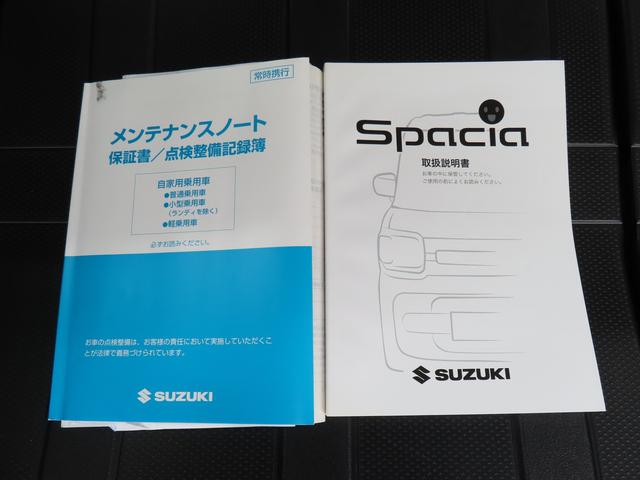 常時携行
メンテナンスノート
保証書／点検整備記録簿
自家用乗用車
●普通乗用車
●小型乗用車
(ランディを除く)
●軽乗用車
必ずお読みください。
お車の点検整備は、お客様の責任において実施していただくこ
とが法律で義務づけられています。
SUZUKI
Spacia
取扱説明書
お車の中に保管してください。
ご使用の前によくお読みください。
SUZUKI